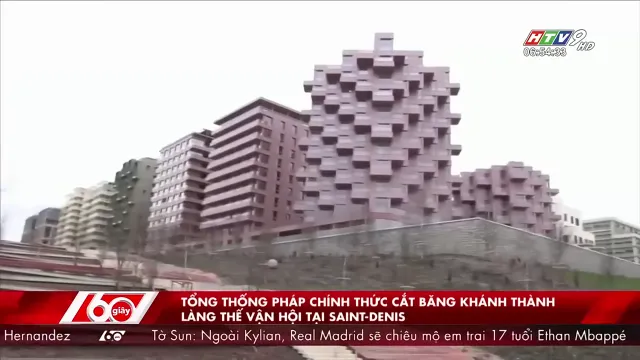 HTV9 HD
06:54:33
60 giây
TỔNG THỐNG PHÁP CHÍNH THỨC CẮT BĂNG KHÁNH THÀNH
LÀNG THẾ VẬN HỘI TẠI SAINT-DENIS
Hernandez 60 giây Tờ Sun: Ngoài Kylian, Real Madrid sẽ chiêu mộ em trai 17 tuổi Ethan Mbappé